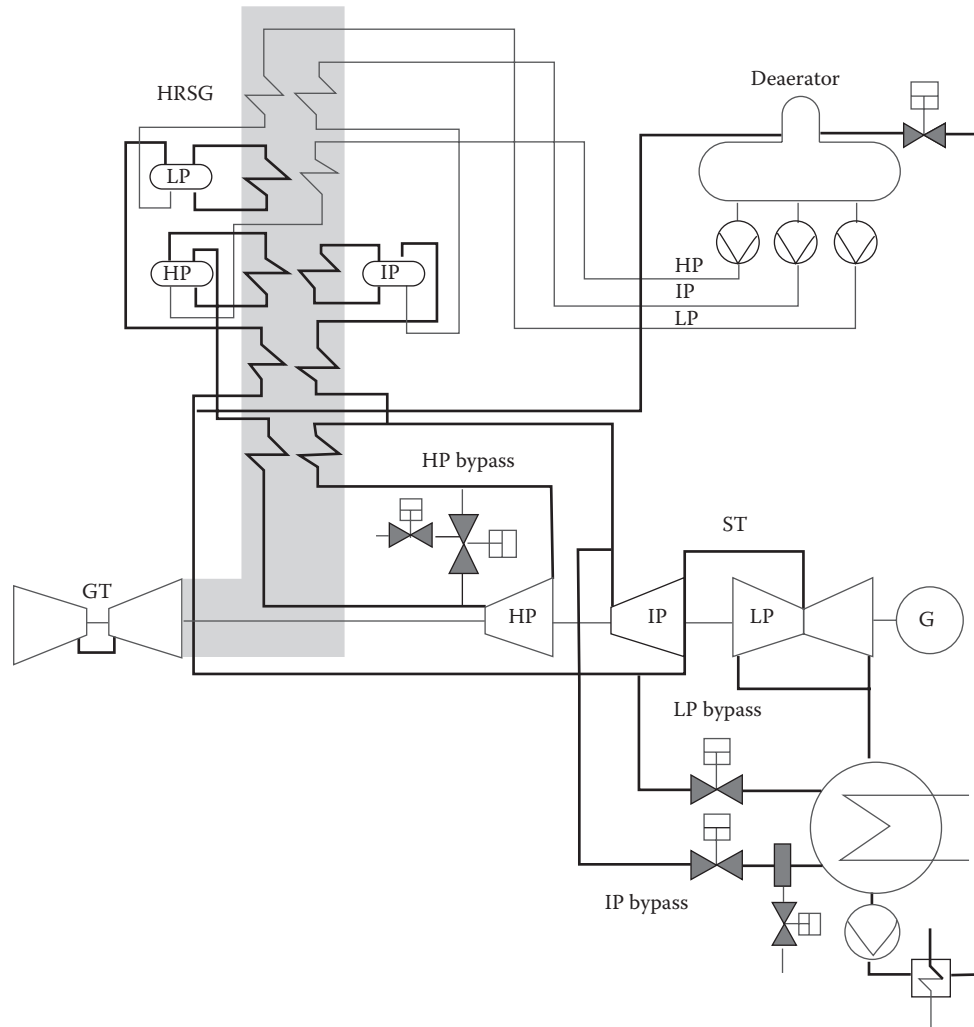 Deaerator
HRSG
LP
HP
IP
HP
IP
LP
HP bypass
ST
GT
HP
IP
LP
G
LP bypass
IP bypass